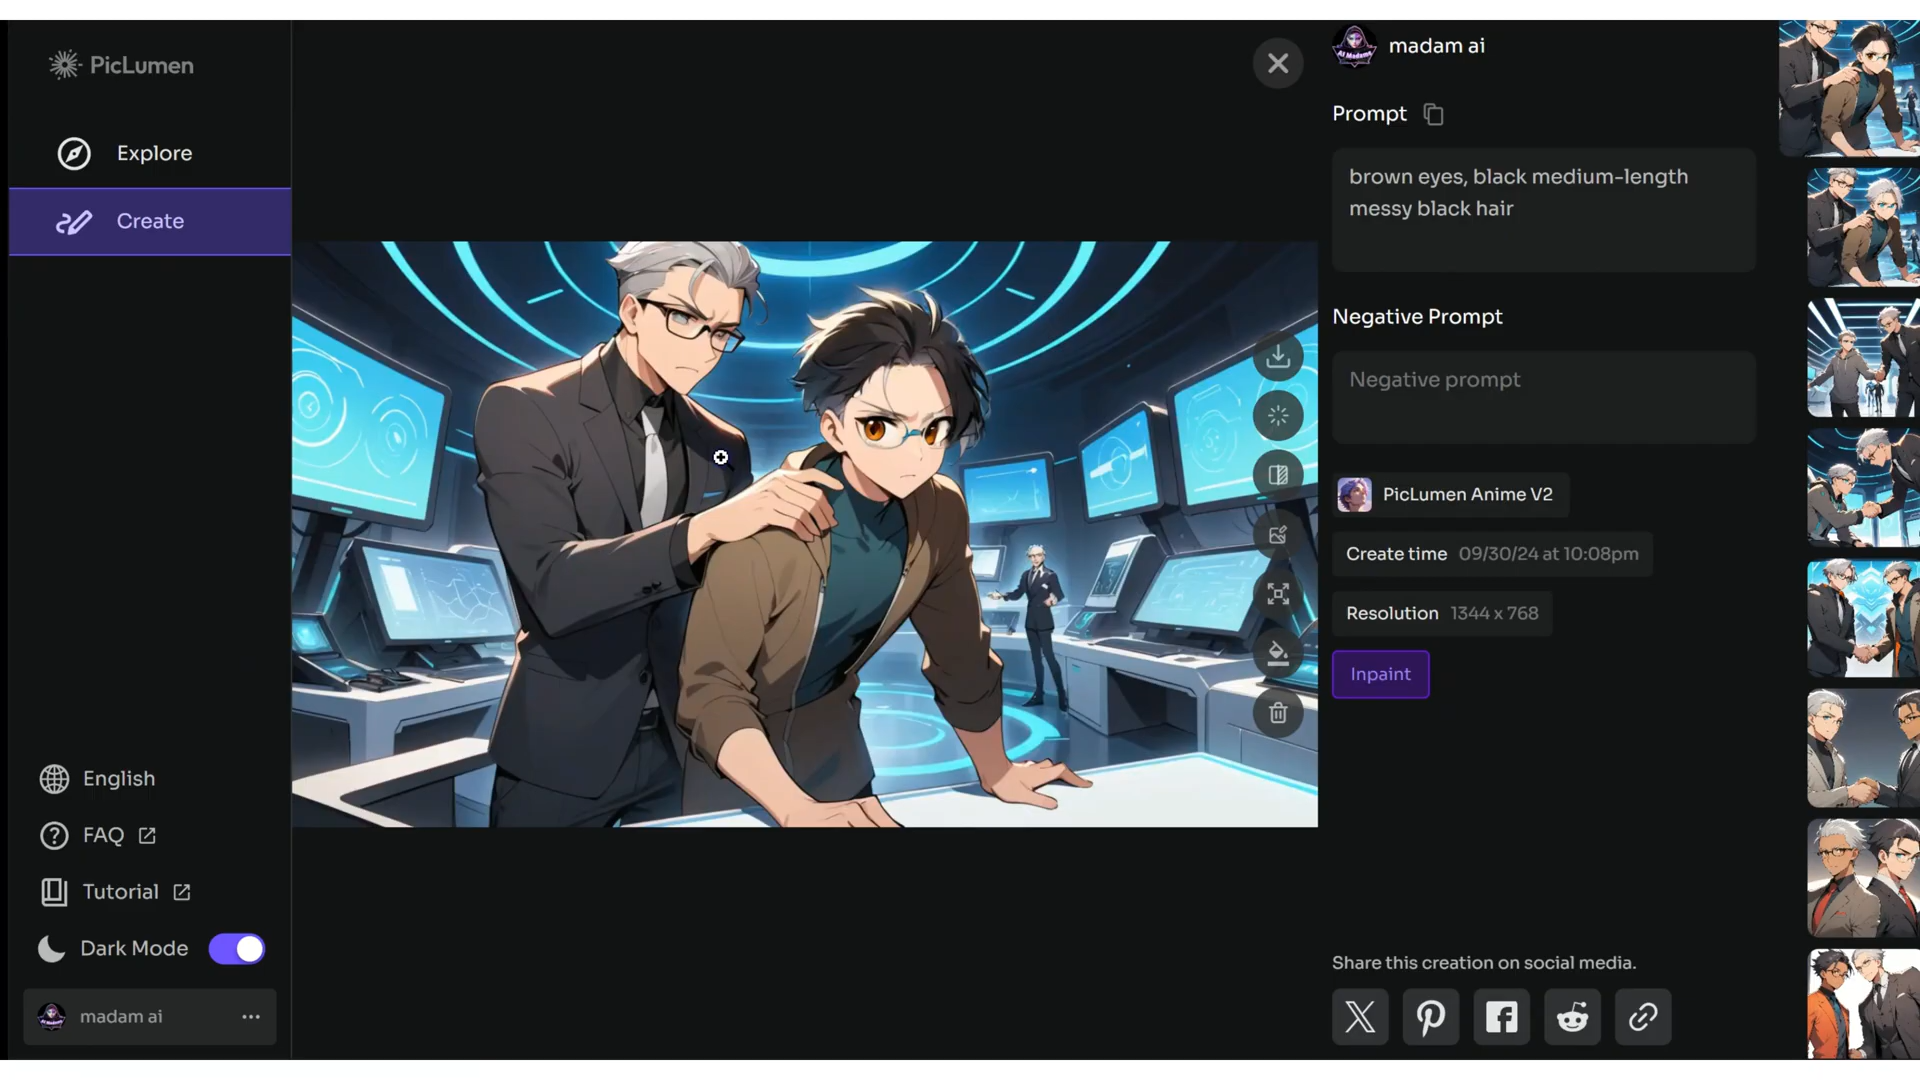 PicLumen
Explore
Create
English
FAQ
Tutorial
Dark Mode
madam ai
madam ai
Prompt
brown eyes, black medium-length
messy black hair
Negative Prompt
Negative prompt
PicLumen Anime V2
Create time 09/30/24 at 10:08pm
Resolution 1344 x 768
Inpaint
Share this creation on social media.